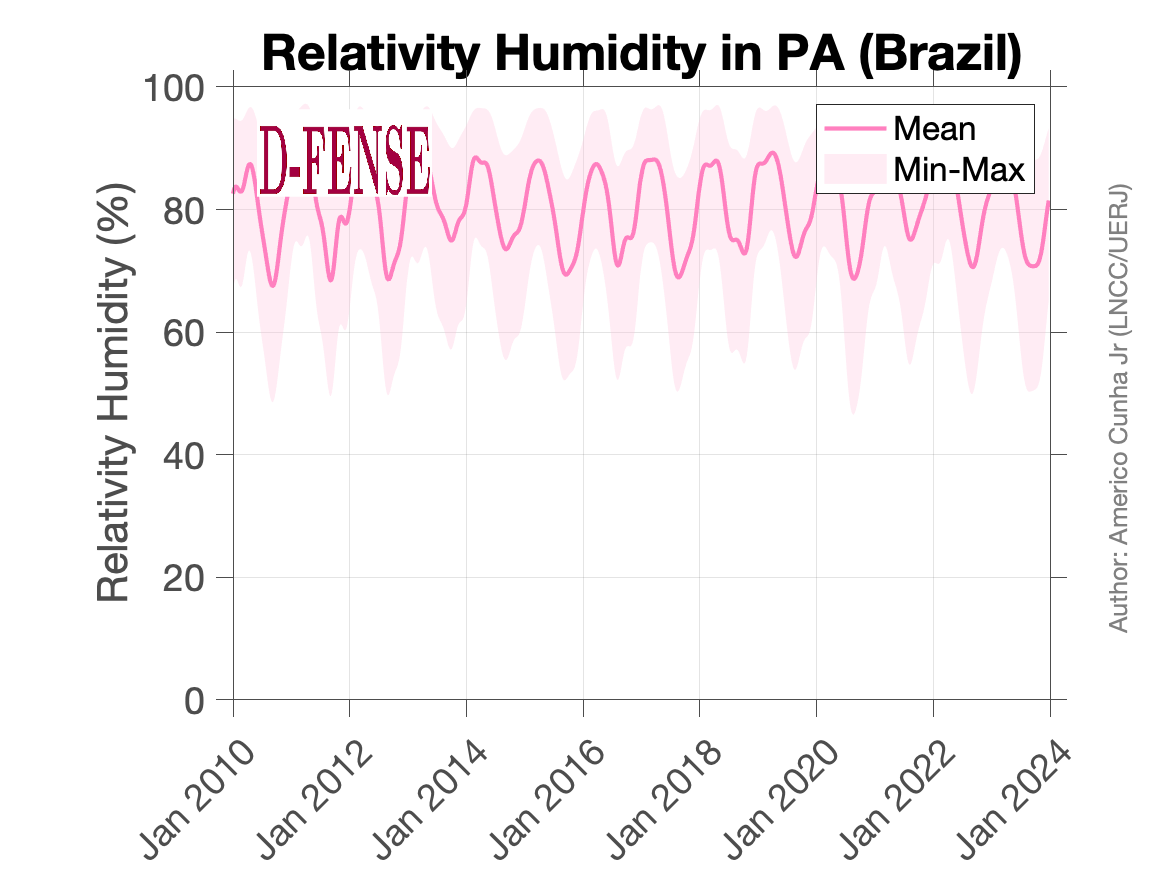 Relativity Humidity in PA (Brazil)
100
80
60
40
20
0
Relativity Humidity (%)
D-FENSE
Mean
Min-Max
Jan 2010
Jan 2012
Jan 2014
Jan 2016
Jan 2018
Jan 2020
Jan 2022
Jan 2024
Author: Americo Cunha Jr (LNCC/UERJ)